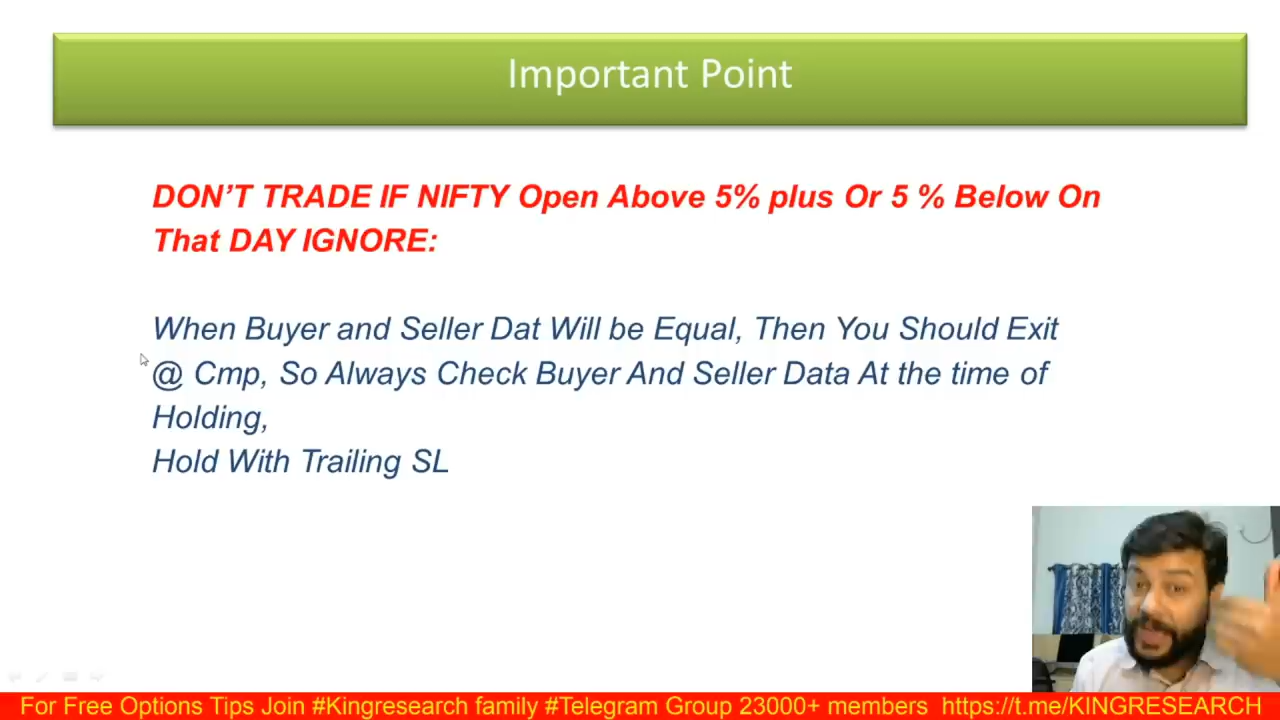 Important Point
DON’T TRADE IF NIFTY Open Above 5% plus Or 5 % Below On
That DAY IGNORE:
When Buyer and Seller Dat Will be Equal, Then You Should Exit
@ Cmp, So Always Check Buyer And Seller Data At the time of
Holding,
Hold With Trailing SL
For Free Options Tips Join #Kingresearch family #Telegram Group 23000+ members https://t.me/KINGRESEARCH